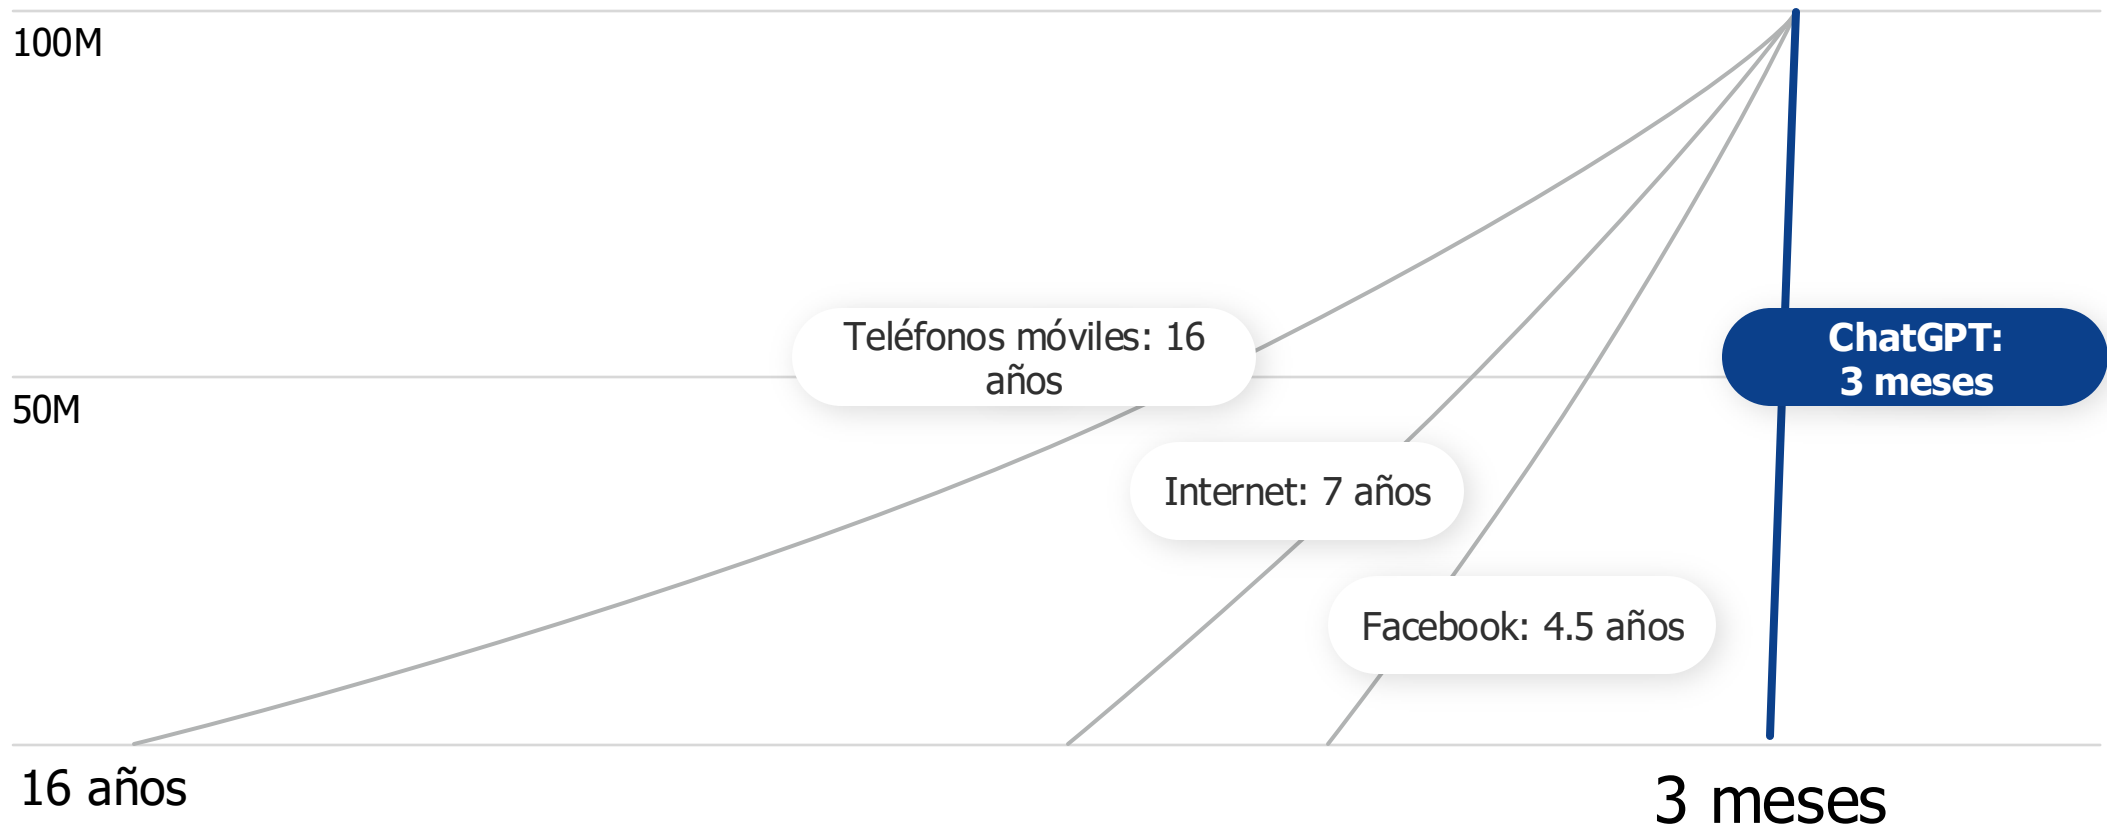 100M
Teléfonos móviles: 16
años
ChatGPT:
3 meses
50M
Internet: 7 años
Facebook: 4.5 años
16 años
3 meses